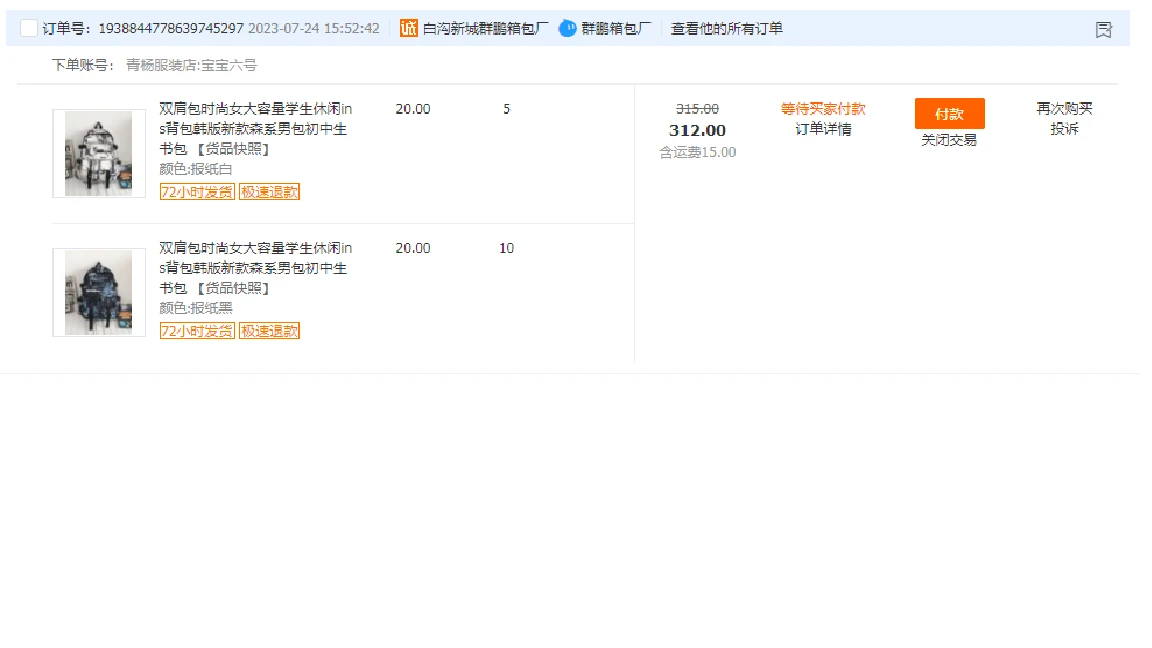 订单号：1938844778639745297 2023-07-24 15:52:42 诚 白沟新城群鹏箱包厂 群鹏箱包厂 查看他的所有订单
下单账号： 青杨服装店:宝宝六号
双肩包时尚女大容量学生休闲in
s背包韩版新款森系男包初中生
书包 【货品快照】
颜色:报纸白
72小时发货 极速退款
20.00
5
315.00
312.00
含运费15.00
等待买家付款
订单详情
付款
关闭交易
再次购买
投诉
双肩包时尚女大容量学生休闲in
s背包韩版新款森系男包初中生
书包 【货品快照】
颜色:报纸黑
72小时发货 极速退款
20.00
10